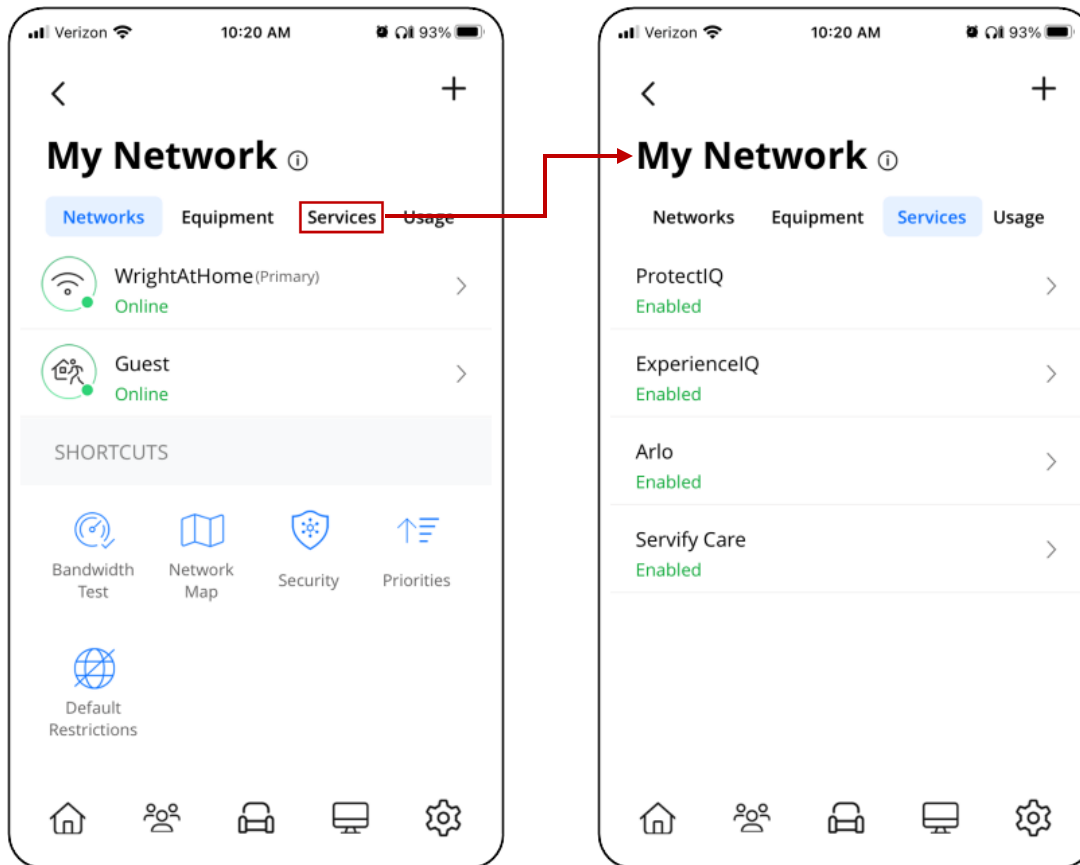 Verizon 10:20 AM 93%
My Network
Networks Equipment Services Usage
WrightAtHome (Primary)
Online
Guest
Online
SHORTCUTS
Bandwidth Test
Network Map
Security
Priorities
Default
Restrictions
Verizon 10:20 AM 93%
My Network
Networks Equipment Services Usage
ProtectIQ
Enabled
ExperienceIQ
Enabled
Arlo
Enabled
Servify Care
Enabled